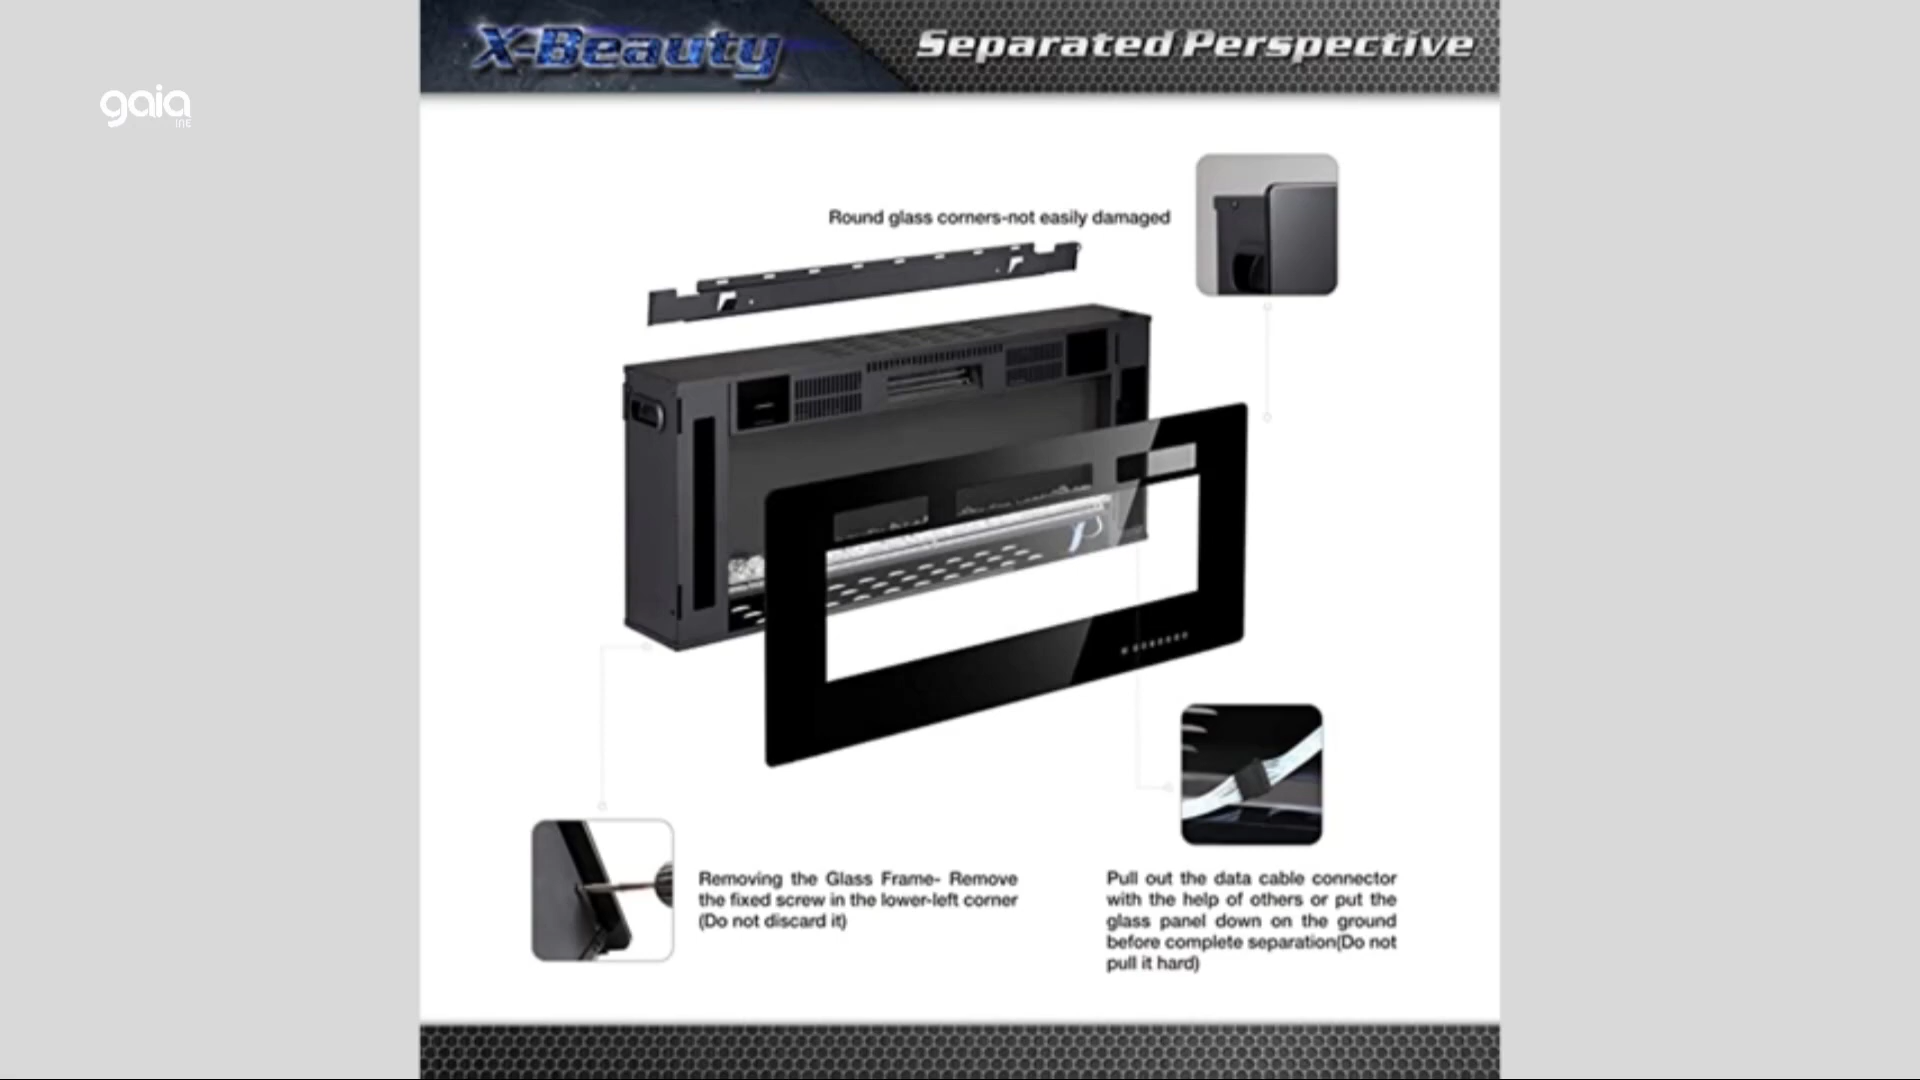 X-Beauty
Separated Perspective
gaia
INE
Round glass corners-not easily damaged
Removing the Glass Frame- Remove
the fixed screw in the lower-left corner
(Do not discard it)
Pull out the data cable connector
with the help of others or put the
glass panel down on the ground
before complete separation(Do not
pull it hard)